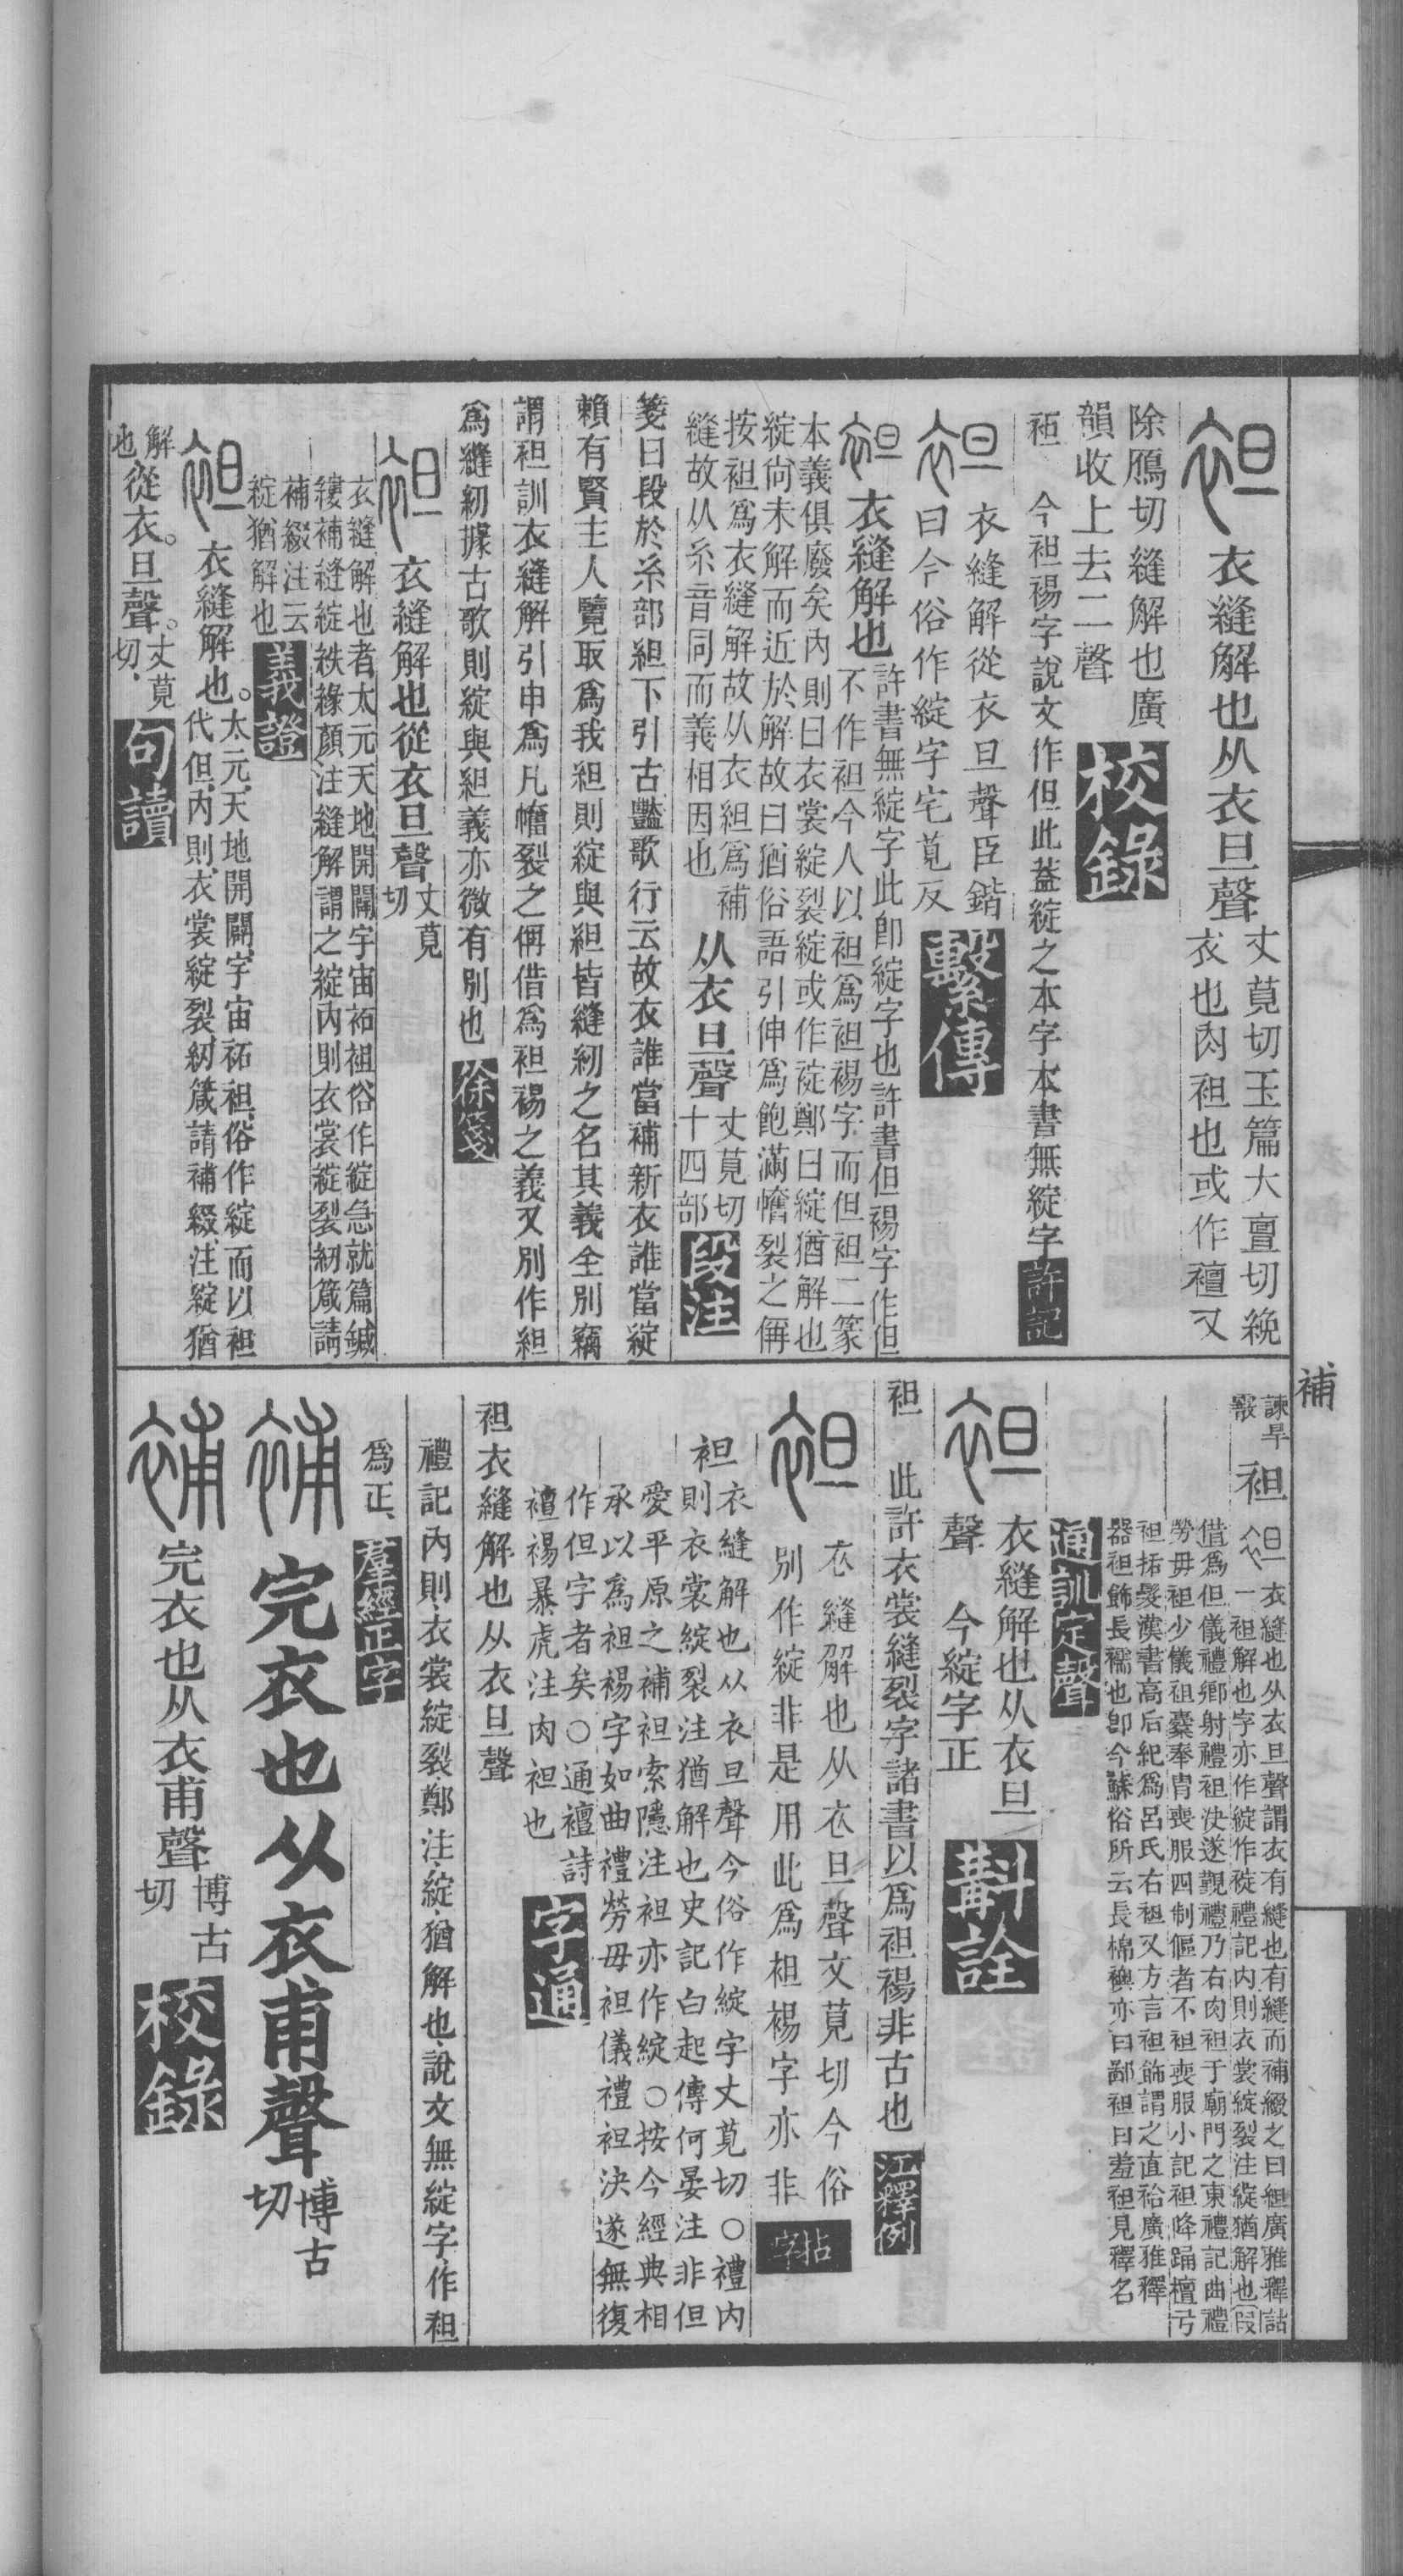 袒 衣縫解也从衣旦聲
丈莧切玉篇大亶切綄
衣也肉袒也或作襢又
除鴈切縫解也廣
韻收上去二聲
校錄
袒 今袒裼字說文作但此葢綻之本字本書無綻字
許記
袒 衣縫解從衣旦聲臣鍇
曰今俗作綻字宅莧反
繫傳
袒 衣縫解也
許書無綻字此卽綻字也許書但裼字作但
不作袒今人以袒爲袒裼字而但袒二篆
本義俱廢矣內則曰衣裳綻裂綻或作䘺鄭曰綻猶解也
綻尙未解而近於解故曰猶俗語引伸爲飽滿㡧裂之偁
按袒爲衣縫解故从衣䋎爲補
縫故从糸音同而義相因也
从衣旦聲
丈莧切
十四部
段注
箋曰段於糸部䋎下引古豔歌行云故衣誰當補新衣誰當綻
賴有賢主人覽取爲我䋎則綻與䋎皆縫紉之名其義全別竊
謂袒訓衣縫解引申爲凡㡧裂之偁借爲袒裼之義又別作䋎
爲縫紉據古歌則綻與䋎義亦微有別也
徐箋
袒 衣縫解也從衣旦聲
丈莧
切
衣縫解也者太元天地開闢宇宙祏袒俗作綻急就篇鍼
縷補縫綻紩緣顏注縫解謂之綻內則衣裳綻裂紉箴請
補綴注云
綻猶解也
義證
袒 衣縫解也。
太元天地開闢宇宙祏袒俗作綻而以袒
代但內則衣裳綻裂紉箴請補綴注綻猶
解
也
從衣。旦聲。
丈莧
切
句讀
補
諫旱
䉤
袒
袒 衣縫也从衣旦聲謂衣有縫也有縫而補綴之曰䋎廣雅釋詁
一袒解也字亦作綻作䘺禮記內則衣裳綻裂注綻猶解也假
借爲但儀禮鄉射禮袒決遂覲禮乃右肉袒于廟門之東禮記曲禮
勞毋袒少儀袒櫜奉胄喪服四制傴者不袒喪服小記袒降踊檀弓
袒括髮漢書高后紀爲呂氏右袒又方言袒飾謂之直袊廣雅釋
器袒飾長襦也卽今蘇俗所云長棉襖亦曰鄙袒曰羞袒見釋名
通訓定聲
袒 衣縫解也从衣旦
聲 今綻字正
斠詮
袒 此許衣裳縫裂字諸書以爲袒裼非古也
江釋例
袒 衣縫解也从衣旦聲文莧切今俗
別作綻非是用此爲袒裼字亦非
拈字
袒
衣縫解也从衣旦聲今俗作綻字丈莧切○禮內
則衣裳綻裂注猶解也史記白起傳何晏注非但
愛平原之補袒索隱注袒亦作綻○按今經典相
承以爲袒裼字如曲禮勞毋袒儀禮袒決遂無復
作但字者矣○通襢詩
襢裼暴虎注肉袒也
字通
袒衣縫解也从衣旦聲
禮記內則衣裳綻裂鄭注綻猶解也說文無綻字作袒
爲正
羣經正字
補 完衣也从衣甫聲
博古
切
補 完衣也从衣甫聲
博古
切
校錄